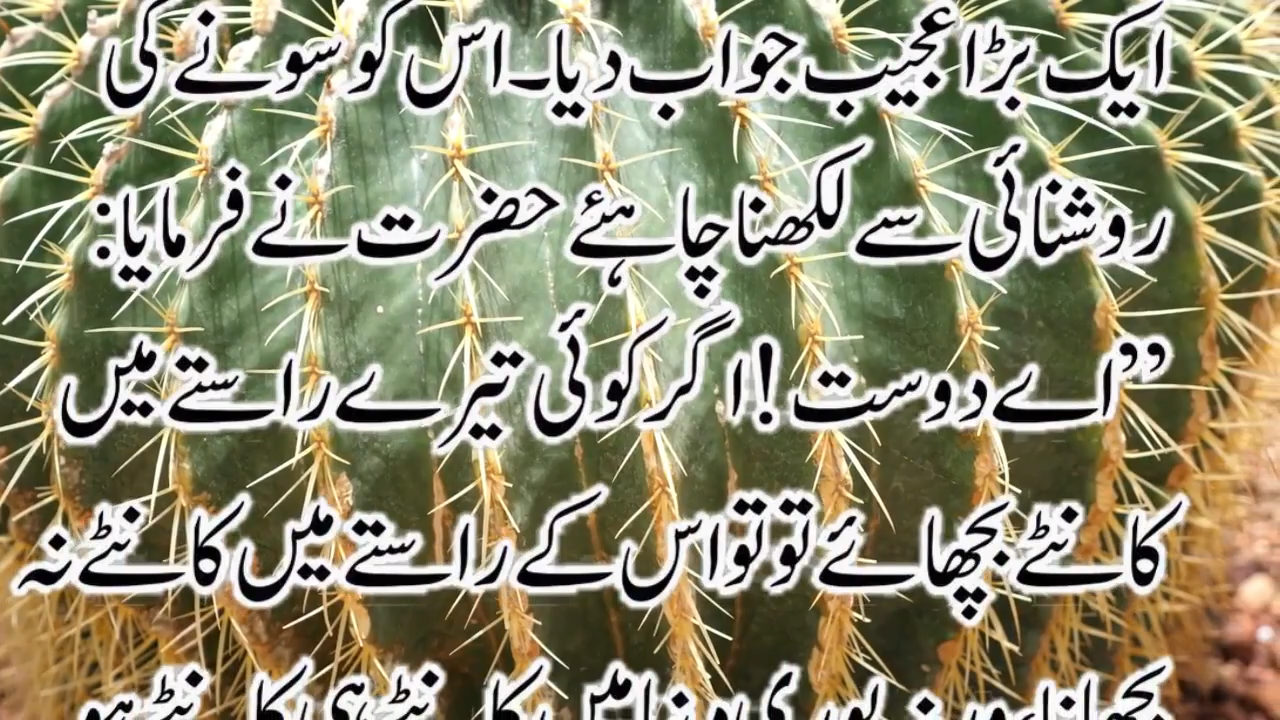 ایک بڑا عجیب جواب دیا۔ اس کو سونے کی
روشنائی سے لکھنا چاہئے حضرت نے فرمایا:
”اے دوست! اگر کوئی تیرے راستے میں
کانٹے بچھائے تو تو اس کے راستے میں کانٹے نہ